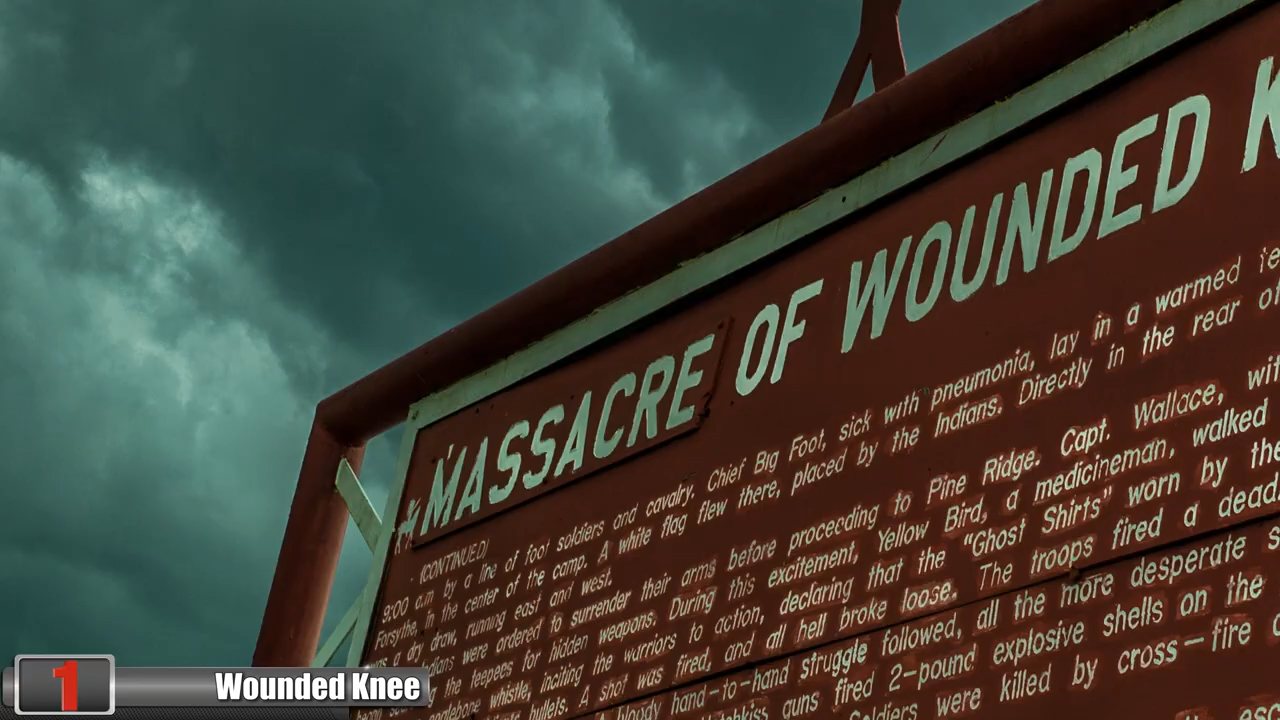 MASSACRE OF WOUNDED K
(CONTINUED)
9:00 a.m by a line of foot soldiers and cavalry. Chief Big Foot, sick with pneumonia, lay in a warmed te
Forsythe, in the center of the camp. A white flag flew there, placed by the Indians. Directly in the rear of
was a dry draw, running east and west.
Indians were ordered to surrender their arms before proceeding to Pine Ridge. Capt. Wallace, wit
the teepees for hidden weapons. During this excitement, Yellow Bird, a medicineman, walked
eaglebone whistle, inciting the warriors to action, declaring that the "Ghost Shirts" worn by the
bullets. A shot was fired, and all hell broke loose. The troops fired a dead
bloody hand-to-hand struggle followed, all the more desperate s
Hotchkiss guns fired 2-pound explosive shells on the
Soldiers were killed by cross-fire
1
Wounded Knee